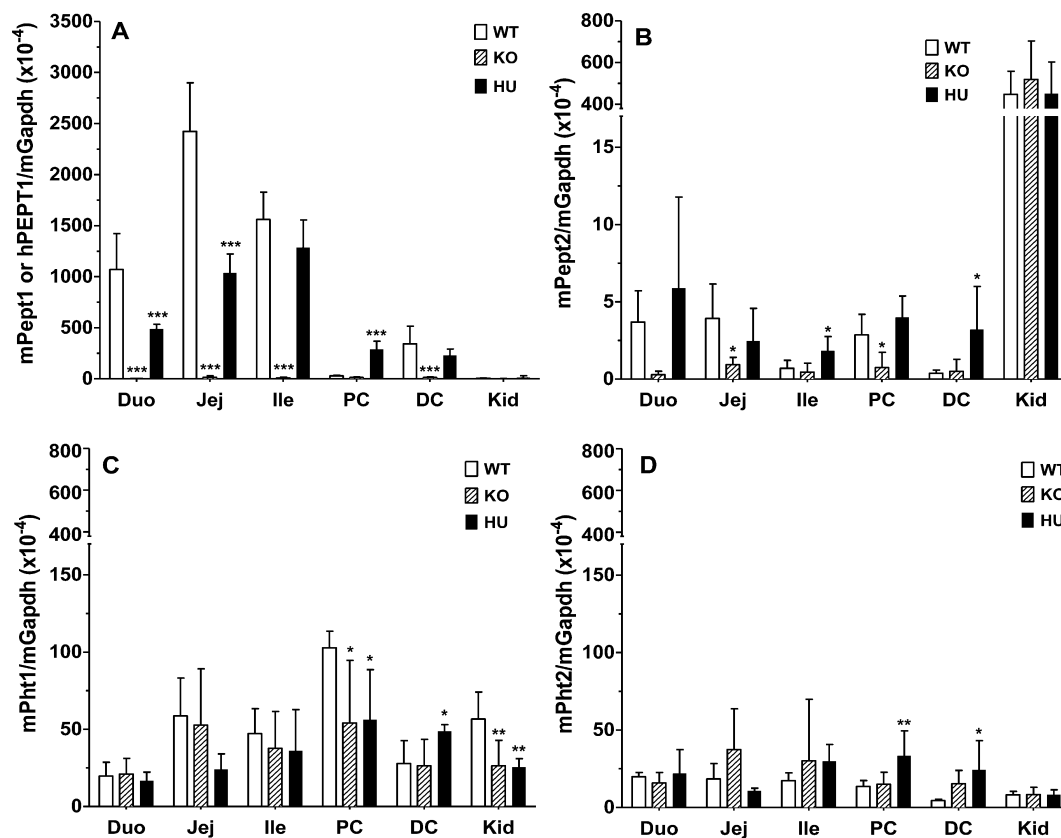 A
WT
KO
HU
mPept1 or hPEPT1/mGapdh (x10-4)
3500
3000
2500
2000
1500
1000
500
0
*** *** *** *** *** *** ***
Duo Jej Ile PC DC Kid
B
WT
KO
HU
mPept2/mGapdh (x10-4)
800
600
400
15
10
5
0
* * * *
Duo Jej Ile PC DC Kid
C
WT
KO
HU
mPht1/mGapdh (x10-4)
800
600
400
150
100
50
0
* * * ** **
Duo Jej Ile PC DC Kid
D
WT
KO
HU
mPht2/mGapdh (x10-4)
800
600
400
150
100
50
0
** *
Duo Jej Ile PC DC Kid